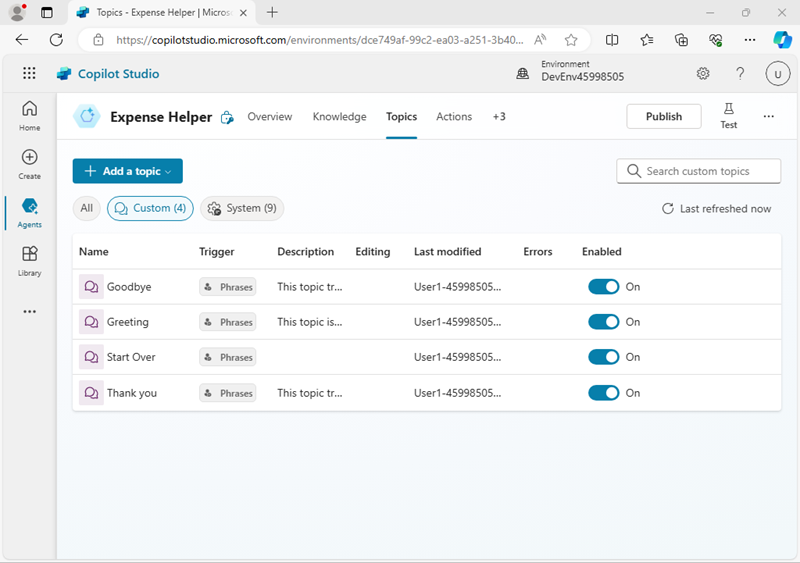 Topics - Expense Helper | Micros
https://copilotstudio.microsoft.com/environments/dce749af-99c2-ea03-a251-3b40...
Copilot Studio
Environment
DevEnv45998505
U
Home
Create
Agents
Library
Expense Helper
Overview
Knowledge
Topics
Actions
+3
Publish
Test
Add a topic
Search custom topics
All
Custom (4)
System (9)
Last refreshed now
Name Trigger Description Editing Last modified Errors Enabled
Goodbye Phrases This topic tr... User1-45998505... On
Greeting Phrases This topic is... User1-45998505... On
Start Over Phrases User1-45998505... On
Thank you Phrases This topic tr... User1-45998505... On